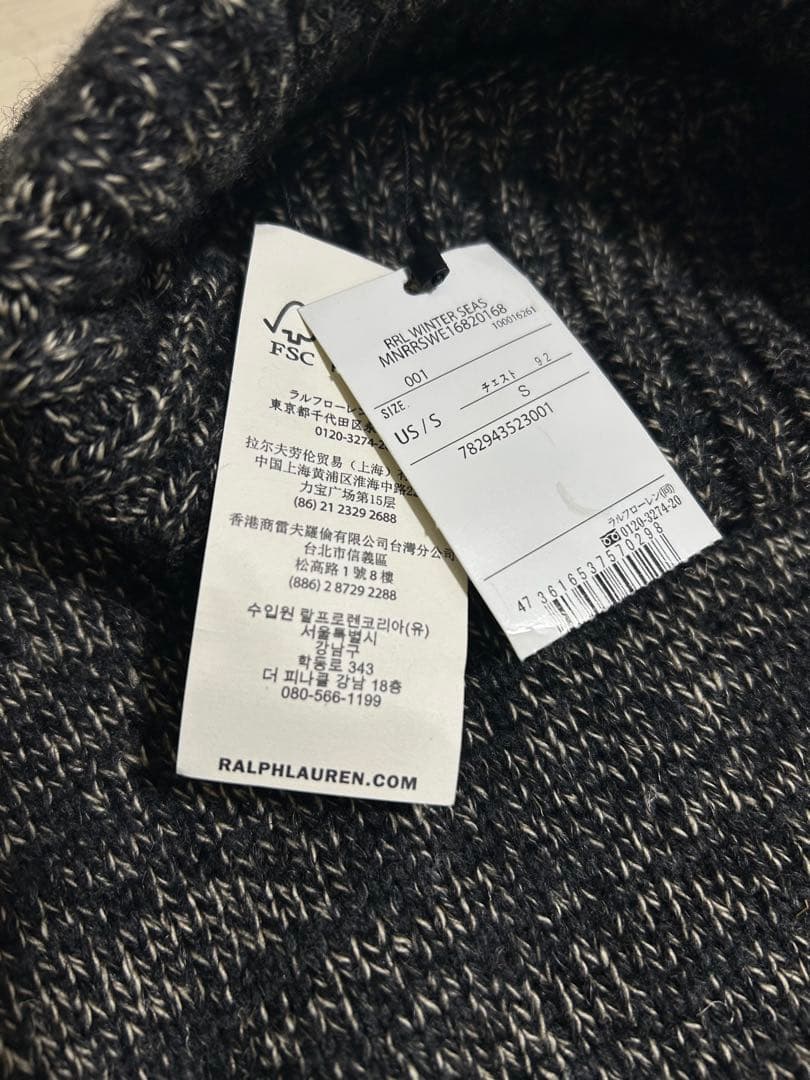 FSC
ラルフローレン
東京都千代田区
0120-3274-2
拉尔夫劳伦贸易（上海）
中国上海黄浦区淮海中路
力宝广场第15层
(86) 21 2329 2688
香港商雷夫羅倫有限公司台灣分公司
台北市信義區
松高路1號8樓
(886) 2 8729 2288
수입원 랄프로렌코리아(유)
서울특별시
강남구
학동로 343
더 피나클 강남 18층
080-566-1199
RALPHLAUREN.COM
RRL WINTER SEAS
MNRRSWE16820168
100016261
001
SIZE.
チェスト 92
US/S
S
782943523001
ラルフローレン(同)
0120-3274-20
47 3616537570298